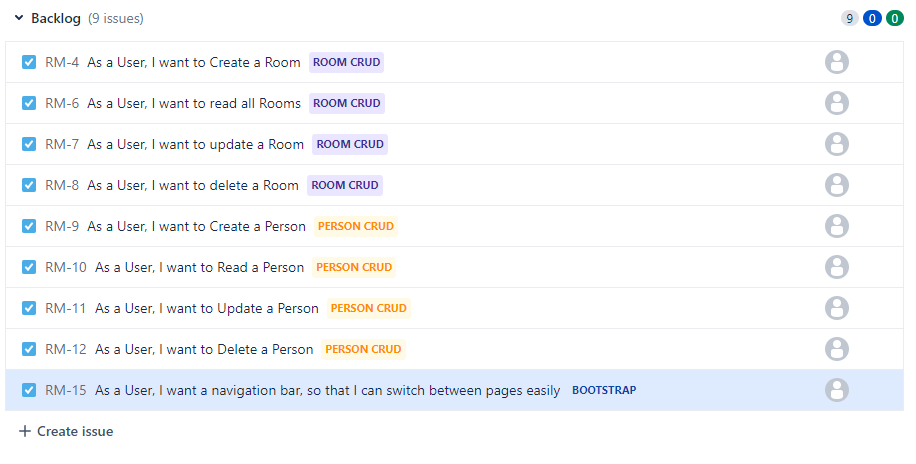 Backlog (9 issues) 9 0 0
RM-4 As a User, I want to Create a Room ROOM CRUD
RM-6 As a User, I want to read all Rooms ROOM CRUD
RM-7 As a User, I want to update a Room ROOM CRUD
RM-8 As a User, I want to delete a Room ROOM CRUD
RM-9 As a User, I want to Create a Person PERSON CRUD
RM-10 As a User, I want to Read a Person PERSON CRUD
RM-11 As a User, I want to Update a Person PERSON CRUD
RM-12 As a User, I want to Delete a Person PERSON CRUD
RM-15 As a User, I want a navigation bar, so that I can switch between pages easily BOOTSTRAP
+ Create issue